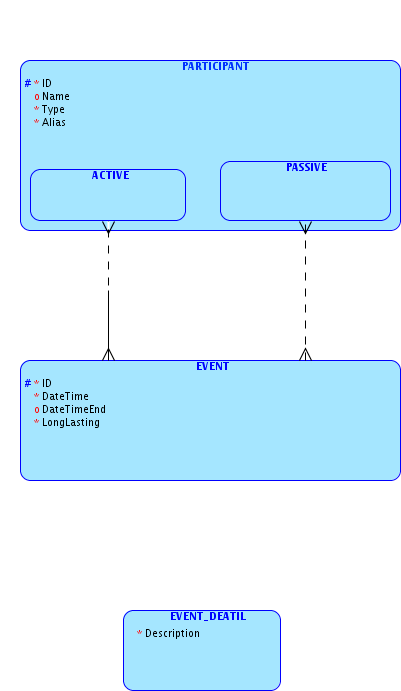 PARTICIPANT
# * ID
o Name
* Type
* Alias
ACTIVE
PASSIVE
EVENT
# * ID
* DateTime
o DateTimeEnd
* LongLasting
EVENT_DEATIL
* Description